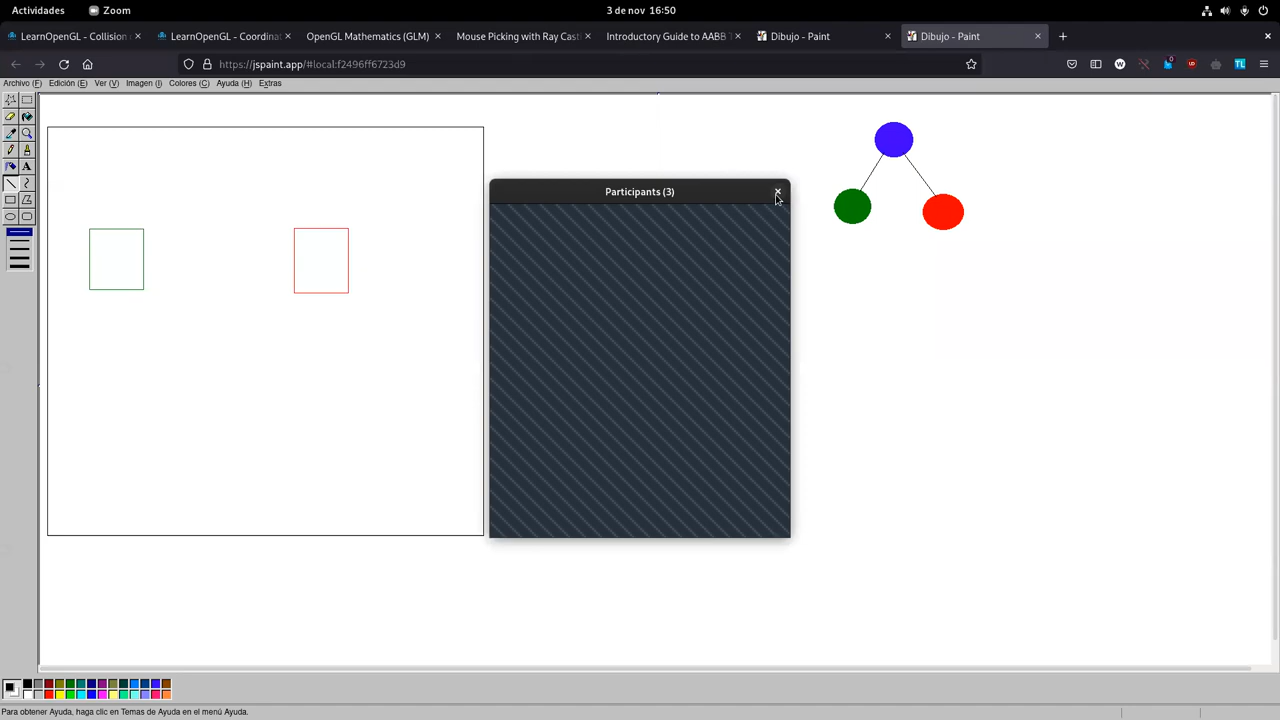 Actividades
Zoom
3 de nov 16:50
LearnOpenGL - Collision
LearnOpenGL - Coordinat
OpenGL Mathematics (GLM)
Mouse Picking with Ray Casti
Introductory Guide to AABB T
Dibujo - Paint
Dibujo - Paint
https://jspaint.app/#local:f2496ff6723d9
Archivo (F) Edición (E) Ver (V) Imagen (I) Colores (C) Ayuda (H) Extras
Participants (3)
Para obtener Ayuda, haga clic en Temas de Ayuda en el menú Ayuda.